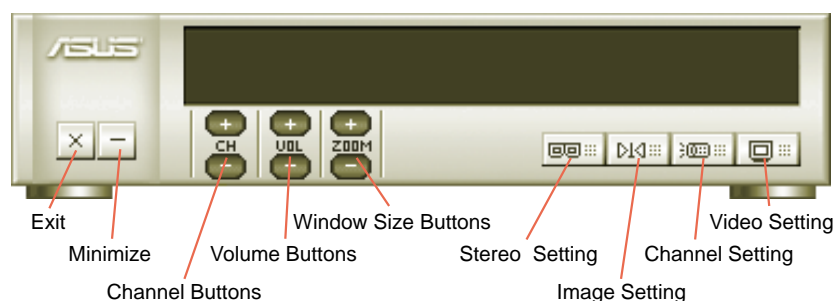 ASUS
CH VOL ZOOM
Exit
Window Size Buttons
Video Setting
Minimize
Volume Buttons
Stereo Setting
Channel Setting
Channel Buttons
Image Setting